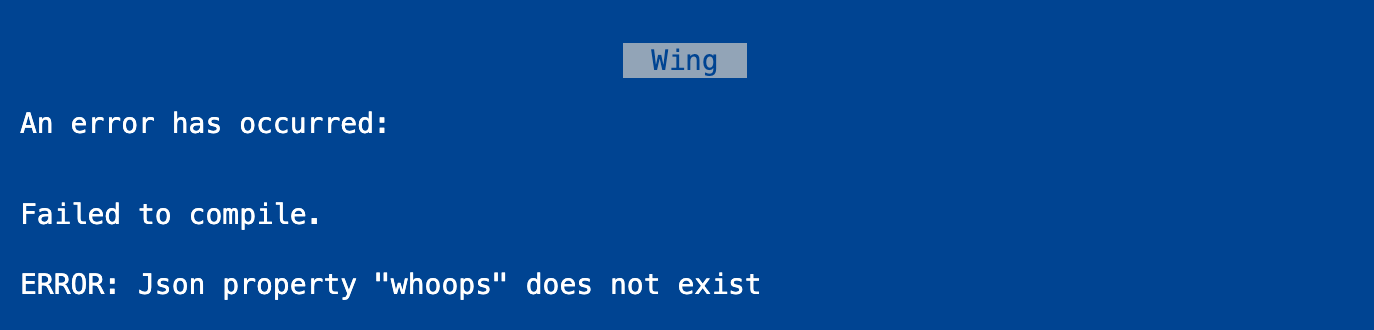 Wing
An error has occurred:
Failed to compile.
ERROR: Json property "whoops" does not exist